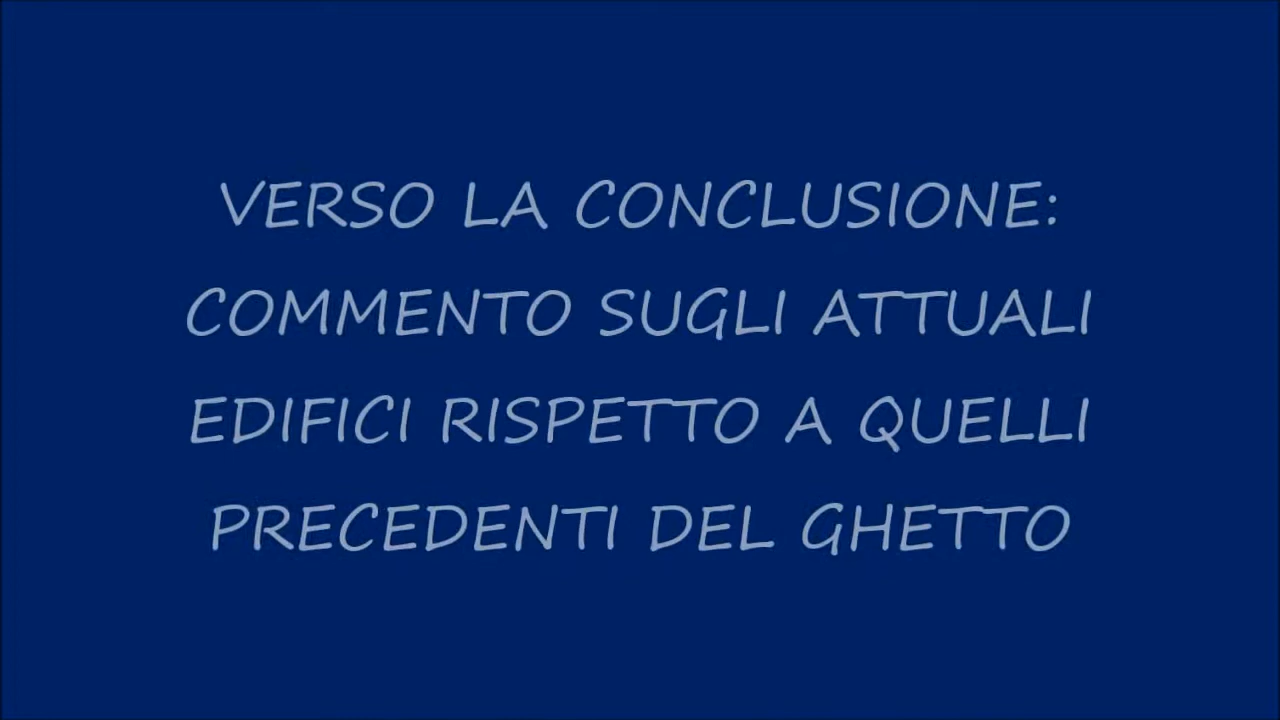 VERSO LA CONCLUSIONE:
COMMENTO SUGLI ATTUALI
EDIFICI RISPETTO A QUELLI
PRECEDENTI DEL GHETTO